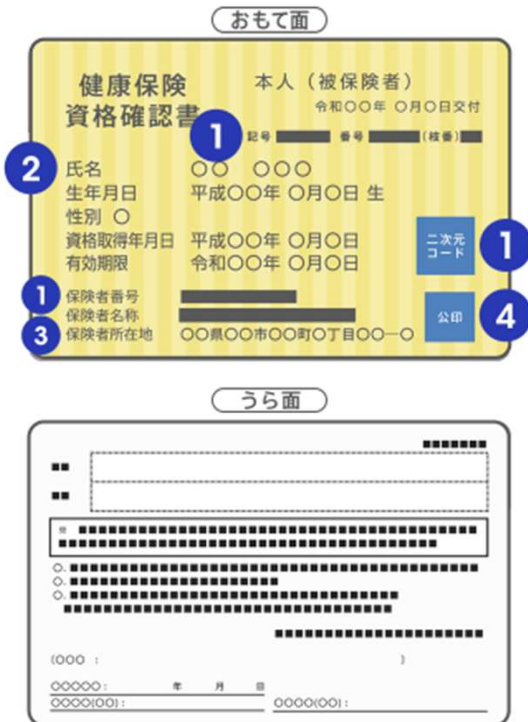 おもて面
健康保険
資格確認書
本人（被保険者）
令和〇〇年 〇月〇日交付
1
記号 番号 (枝番)
2
氏名 〇〇 〇〇〇
生年月日 平成〇〇年 〇月〇日 生
性別 〇
資格取得年月日 平成〇〇年 〇月〇日
有効期限 令和〇〇年 〇月〇日
二次元
コード
1
1
保険者番号
保険者名称
3
保険者所在地 〇〇県〇〇市〇〇町〇丁目〇〇ー〇
公印
4
うら面
■■■■■■■
■■
■■
※ ■■■■■■■■■■■■■■■■■■■■■■■■■■■■■■■■■■■■■■■■
■■■■■■■■■■■■■■■■■■■■■■■■■■■■■■■■■■■■■■
〇. ■■■■■■■■■■■■■■■■■■■■■■■■■■■■■■■■■■■■■■■■■
〇. ■■■■■■■■■■■■■■■■■■■■■
〇. ■■■■■■■■■■■■■■■■■■■■■■■■■■■■■■■■■
■■■■■■■■■■■■■■■■■■■■■■■■■■■■■■■■■
■■■■■■■■■■■■■■■■■■■■■
(〇〇〇 : )
〇〇〇〇〇 : 年 月 日
〇〇〇〇(〇〇) : 〇〇〇〇(〇〇) :